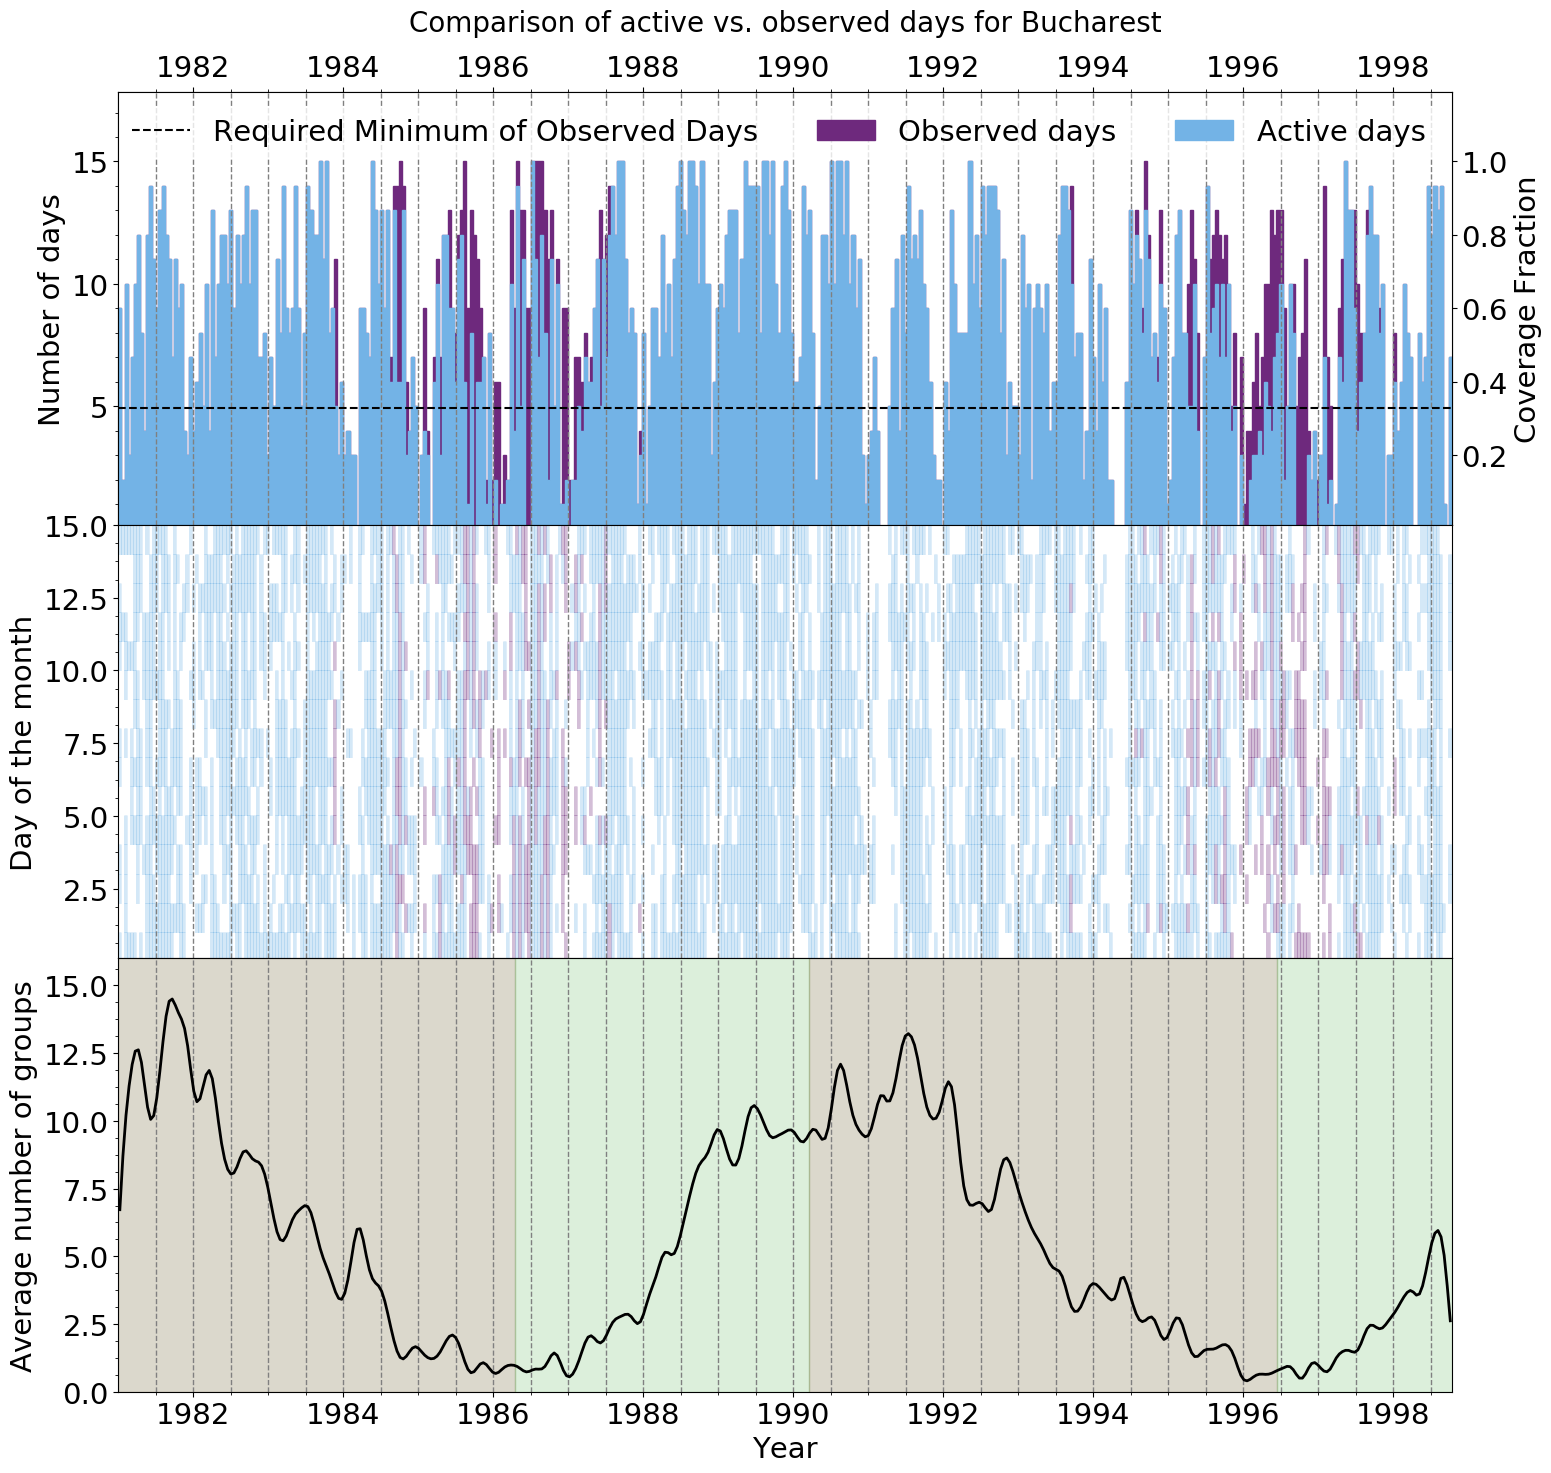 Comparison of active vs. observed days for Bucharest
1982 1984 1986 1988 1990 1992 1994 1996 1998
Required Minimum of Observed Days Observed days Active days
Number of days
15
10
5
Coverage Fraction
1.0
0.8
0.6
0.4
0.2
Day of the month
15.0
12.5
10.0
7.5
5.0
2.5
Average number of groups
15.0
12.5
10.0
7.5
5.0
2.5
0.0
1982 1984 1986 1988 1990 1992 1994 1996 1998
Year